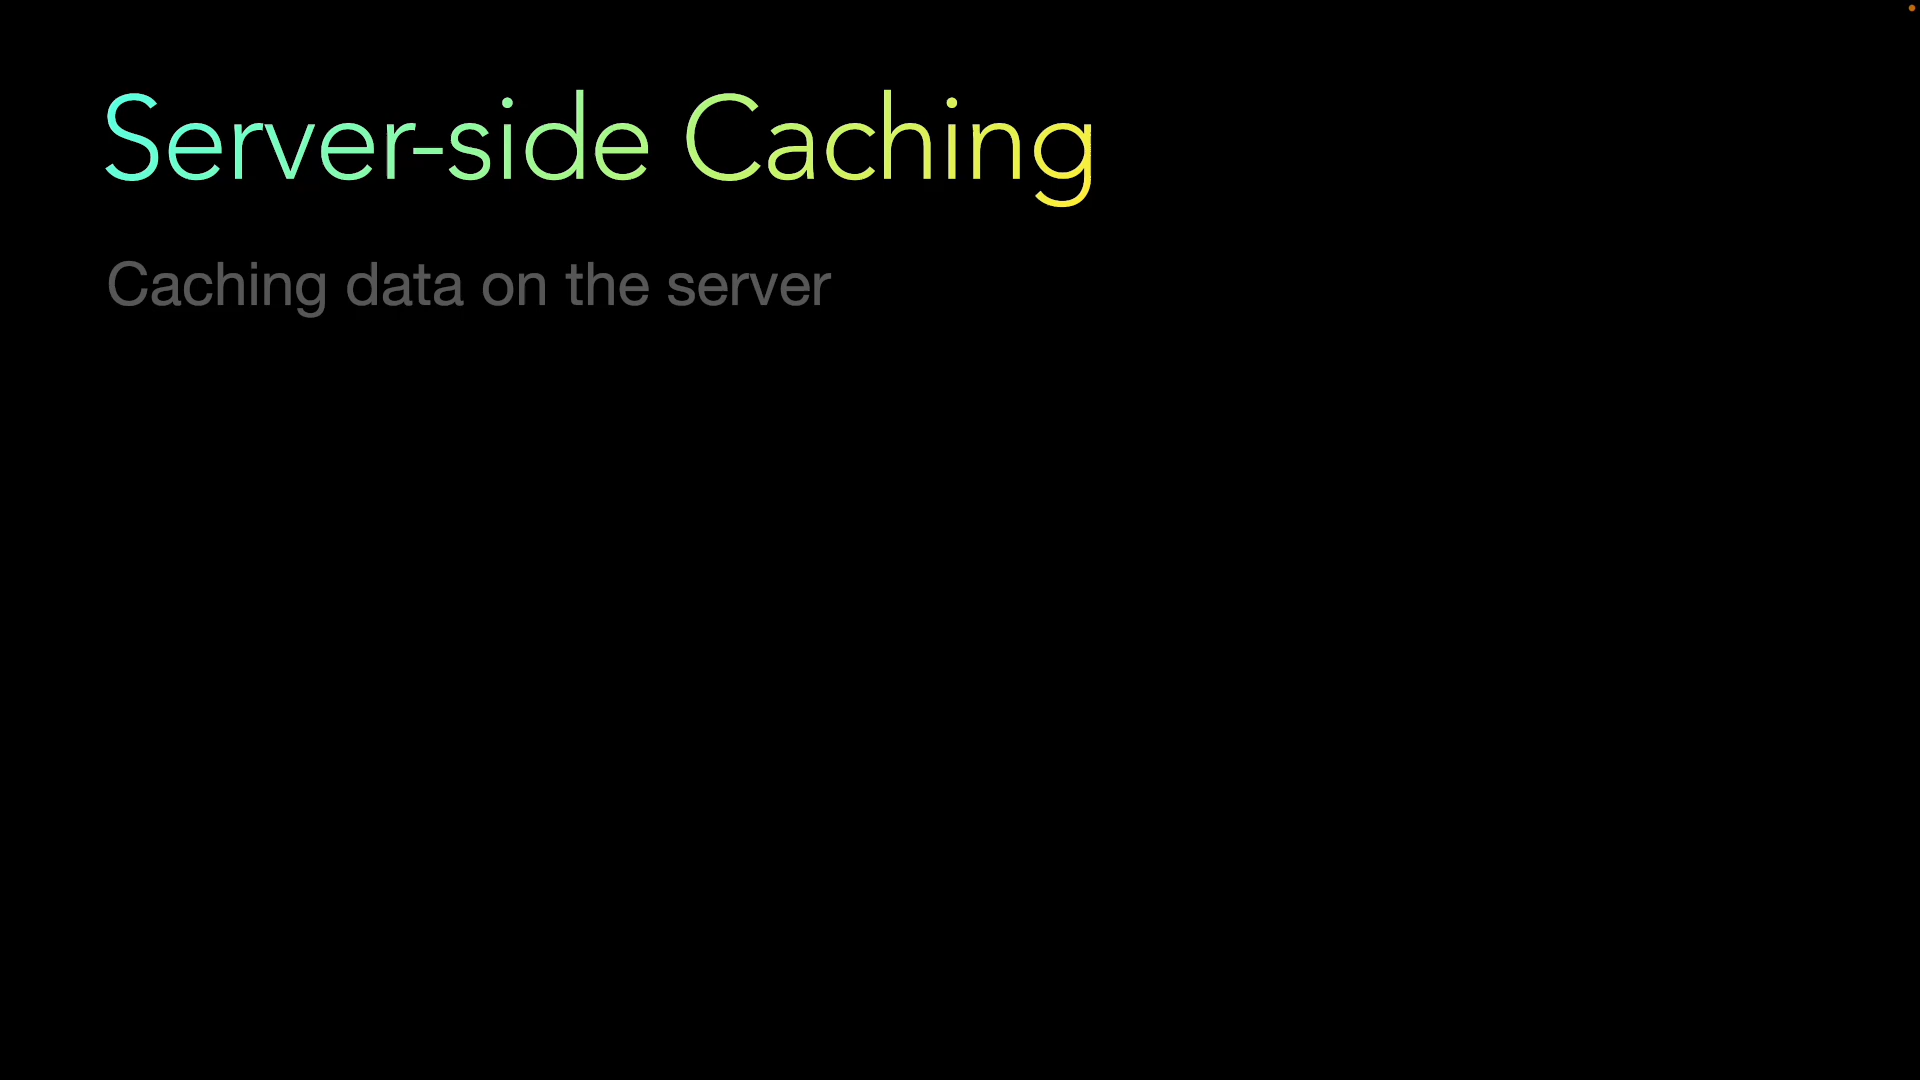 Server-side Caching
Caching data on the server